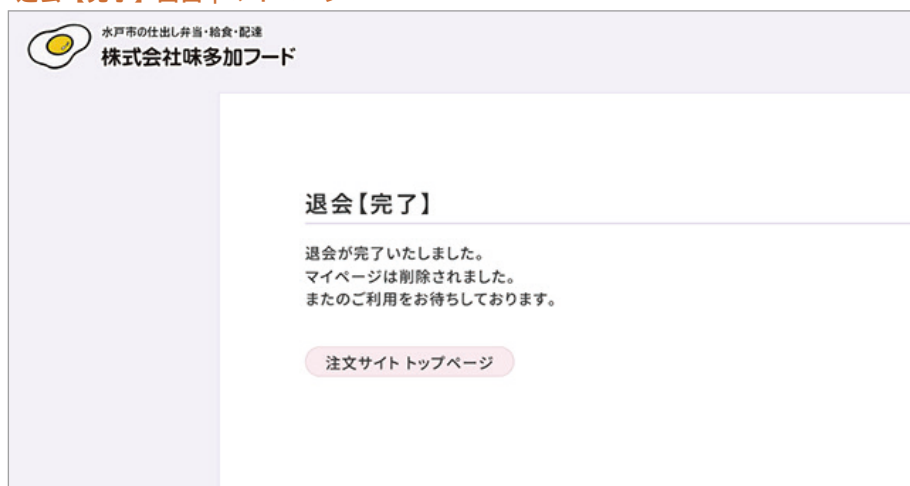 水戸市の仕出し弁当・給食・配達
株式会社味多加フード
退会【完了】
退会が完了いたしました。
マイページは削除されました。
またのご利用をお待ちしております。
注文サイト トップページ